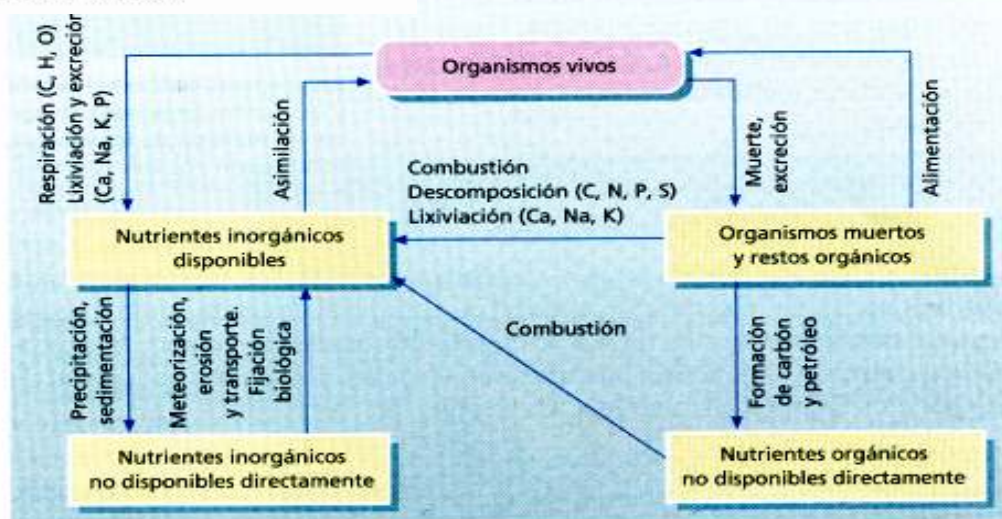 Organismos vivos
Respiración (C, H, O)
Lixiviación y excreción
(Ca, Na, K, P)
Asimilación
Combustión
Descomposición (C, N, P, S)
Lixiviación (Ca, Na, K)
Muerte,
excreción
Alimentación
Nutrientes inorgánicos
disponibles
Organismos muertos
y restos orgánicos
Precipitación,
sedimentación
Meteorización,
erosión
y transporte.
Fijación
biológica
Combustión
Formación
de carbón
y petróleo
Nutrientes inorgánicos
no disponibles directamente
Nutrientes orgánicos
no disponibles directamente